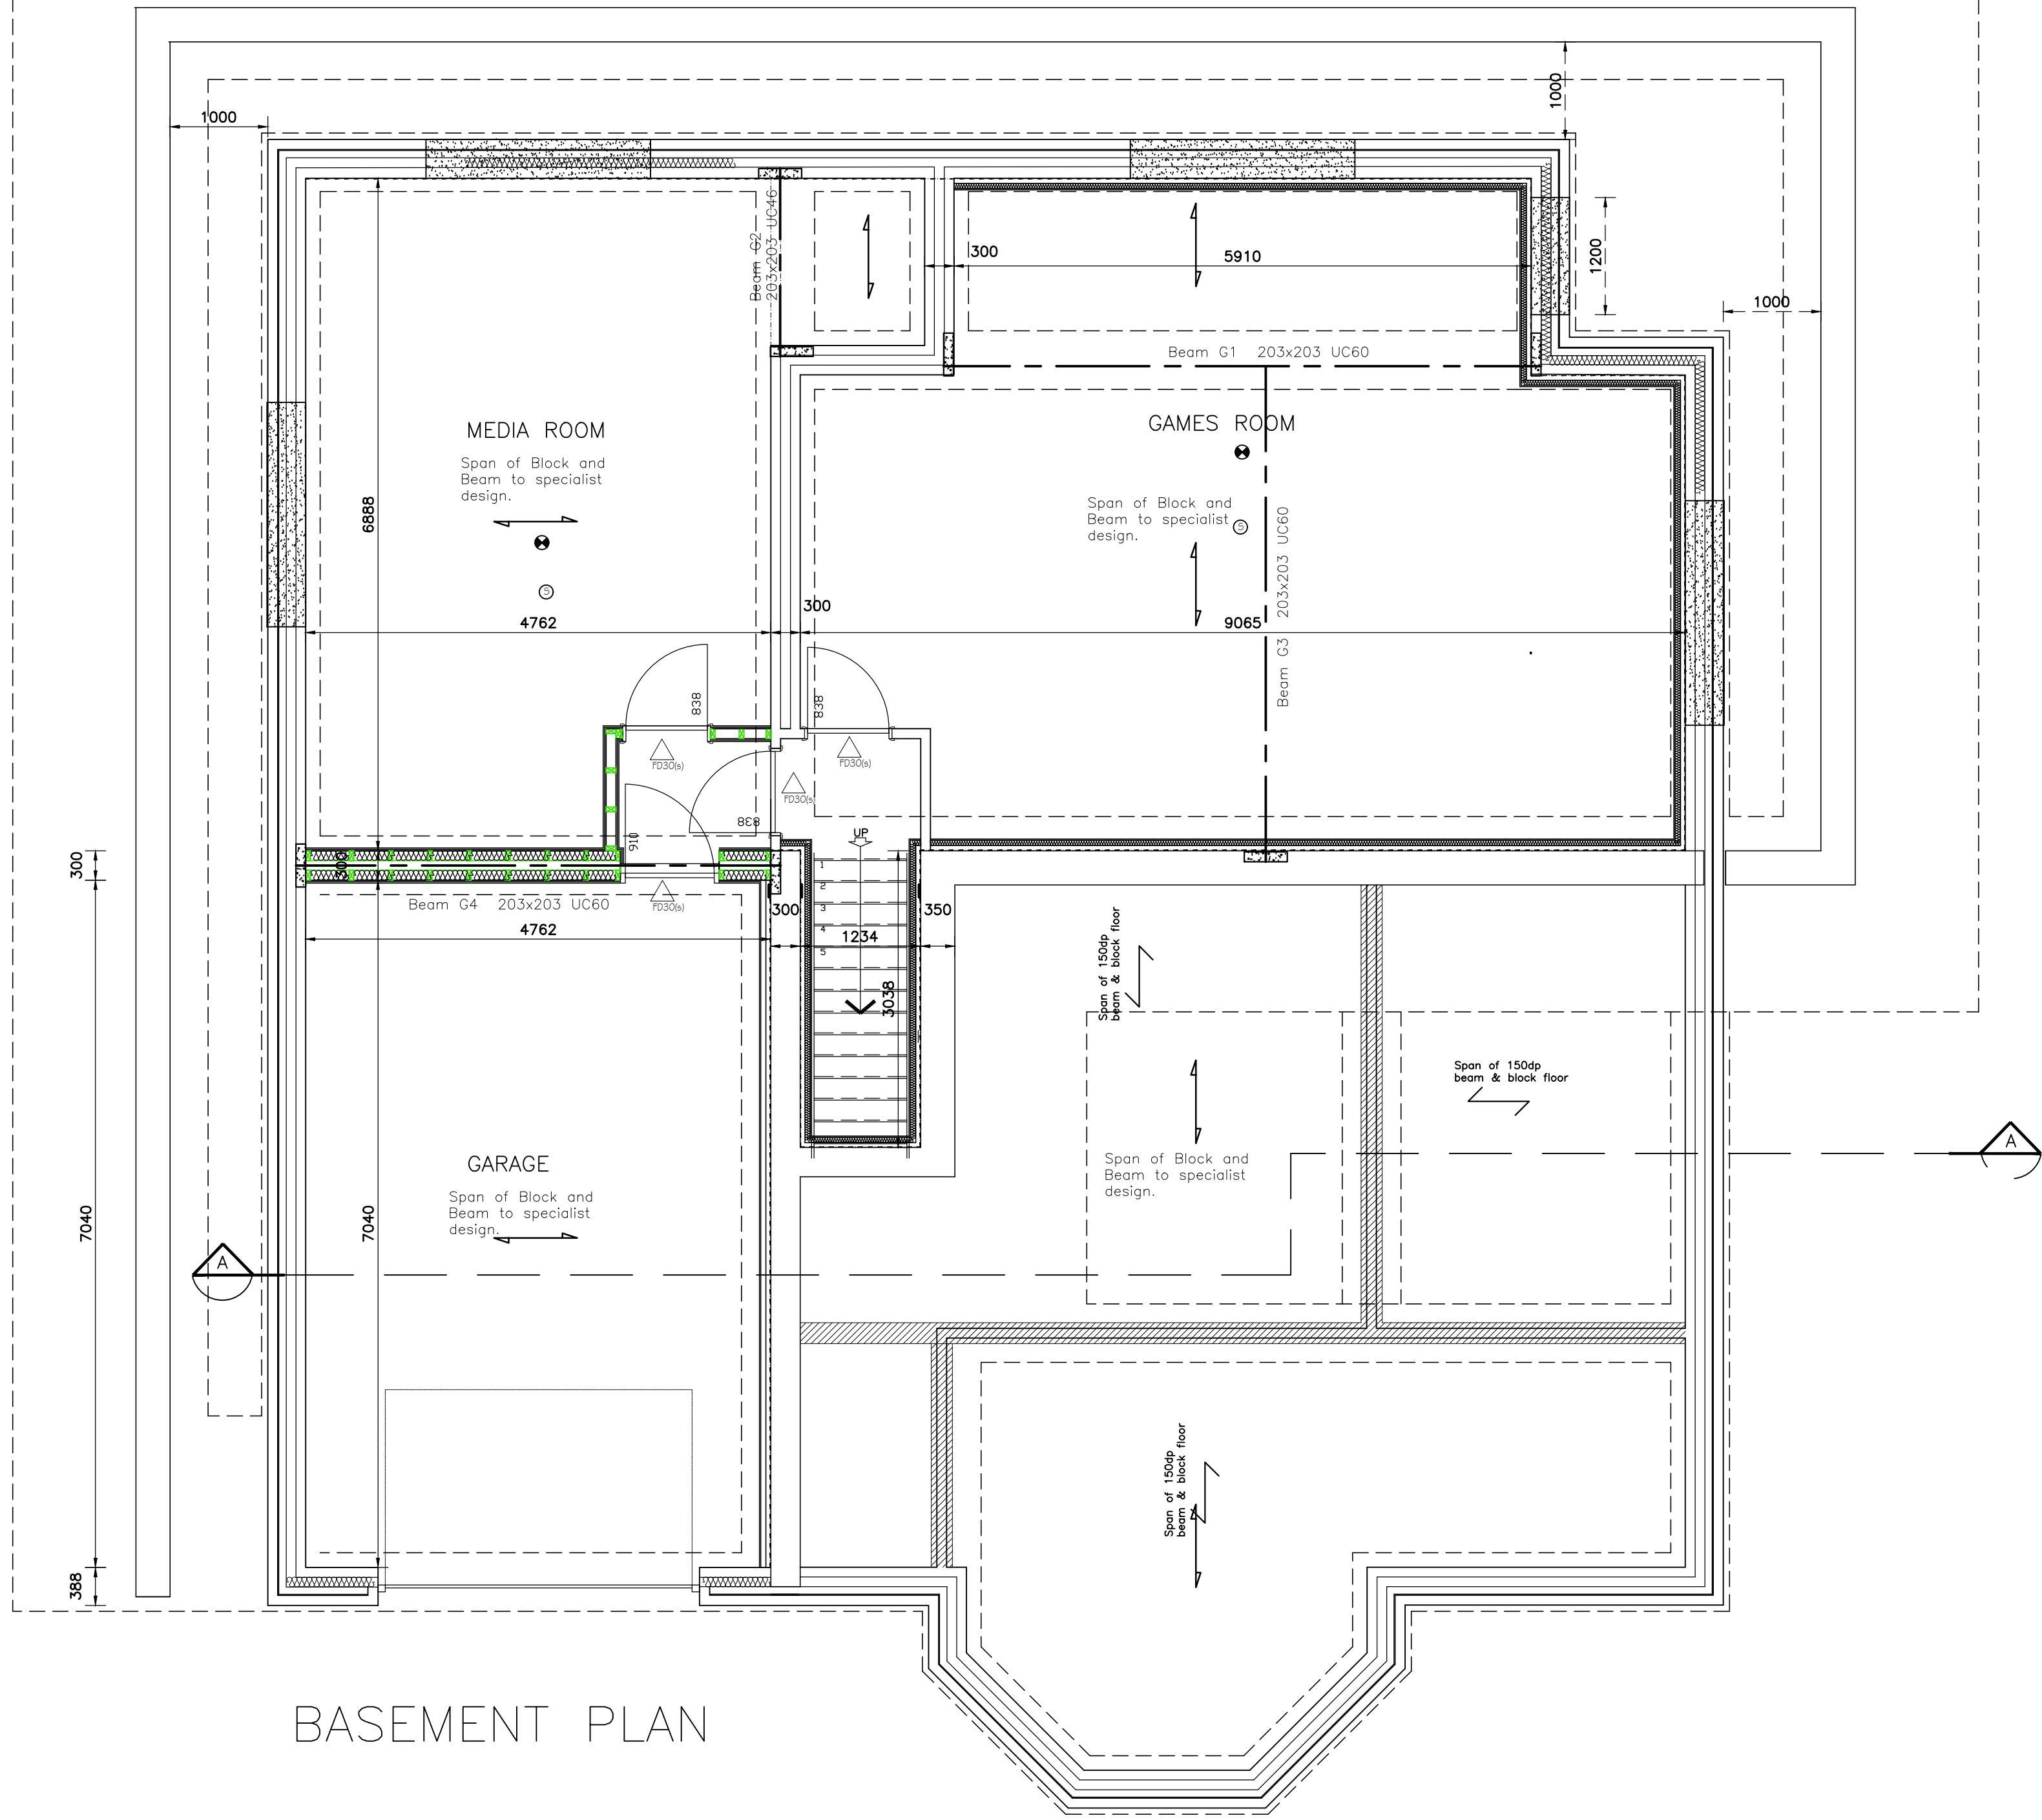 1000
1000
Beam G2
203x203 UC46
300
5910
1200
1000
Beam G1 203x203 UC60
MEDIA ROOM
Span of Block and
Beam to specialist
design.
GAMES ROOM
Span of Block and
Beam to specialist
design.
S
6888
S
Beam G3 203x203 UC60
4762
300
9065
838
838
FD30(s)
FD30(s)
FD30(s)
838
910
UP
300
300
1
2
3
4
5
FD30(s)
Beam G4 203x203 UC60
4762
300
1234
350
3038
Span of 150dp
beam & block floor
Span of 150dp
beam & block floor
A
GARAGE
Span of Block and
Beam to specialist
design.
Span of Block and
Beam to specialist
design.
7040
7040
A
Span of 150dp
beam & block floor
388
BASEMENT PLAN